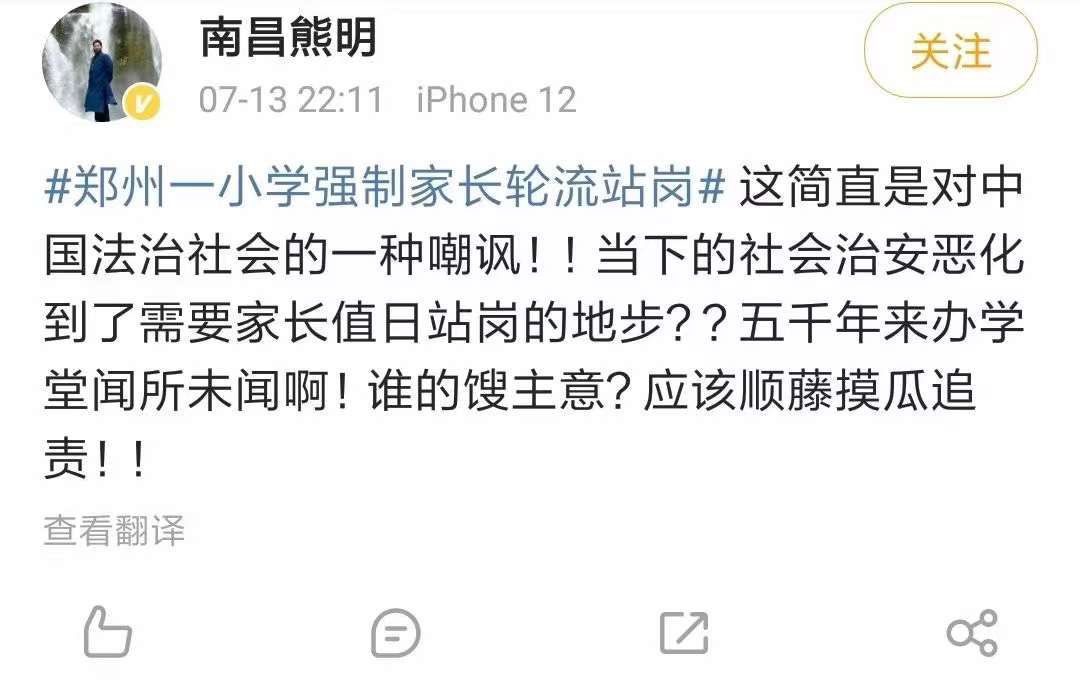 南昌熊明
关注
07-13 22:11 iPhone 12
#郑州一小学强制家长轮流站岗# 这简直是对中
国法治社会的一种嘲讽！！当下的社会治安恶化
到了需要家长值日站岗的地步？？五千年来办学
堂闻所未闻啊！谁的馊主意？应该顺藤摸瓜追
责！！
查看翻译